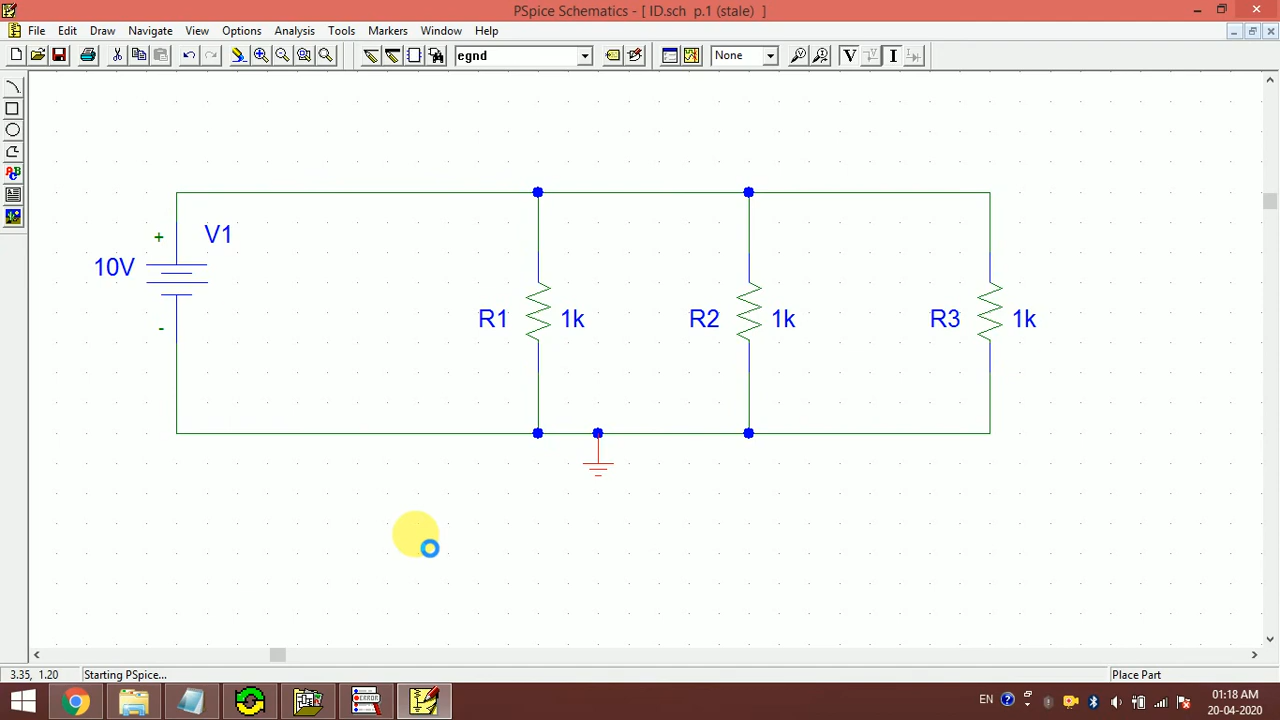 PSpice Schematics - [ ID.sch p.1 (stale) ]
File Edit Draw Navigate View Options Analysis Tools Markers Window Help
egnd None V I
ABC
+ V1
10V
-
R1 1k R2 1k R3 1k
3.35, 1.20 Starting PSpice... Place Part
ERROR EN 01:18 AM
20-04-2020